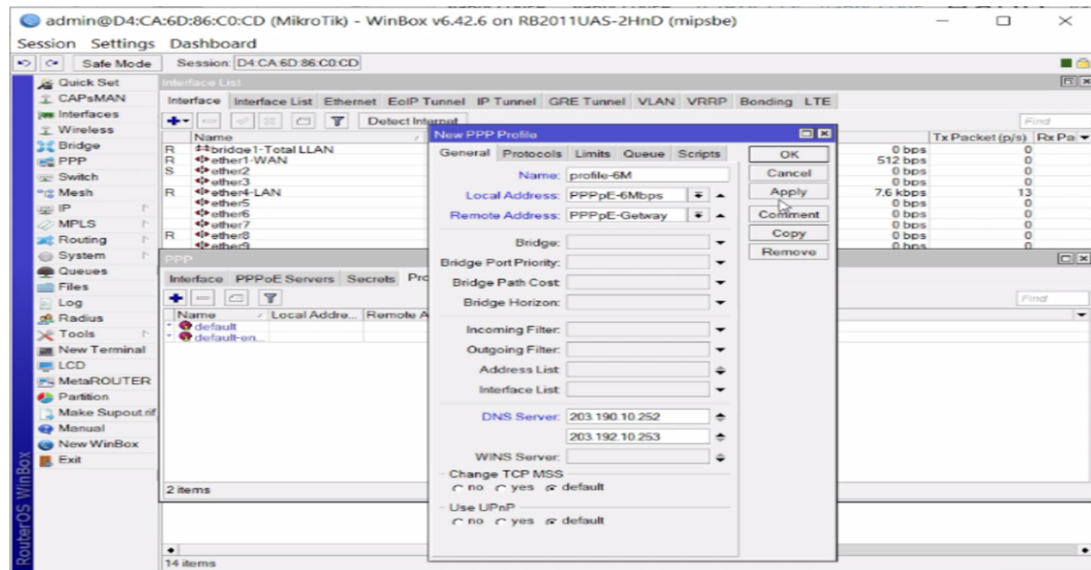 admin@D4:CA:6D:86:C0:CD (MikroTik) - WinBox v6.42.6 on RB2011UAS-2HnD (mipsbe)
Session Settings Dashboard
Safe Mode Session: D4:CA:6D:86:C0:CD
Quick Set
CAPsMAN
Interfaces
Wireless
Bridge
PPP
Switch
Mesh
IP
MPLS
Routing
System
Queues
Files
Log
Radius
Tools
New Terminal
LCD
MetaROUTER
Partition
Make Supout.rif
Manual
New WinBox
Exit
RouterOS WinBox
Interface List
Interface Interface List Ethernet EoIP Tunnel IP Tunnel GRE Tunnel VLAN VRRP Bonding LTE
Detect Internet Find
Name Tx Packet (p/s) Rx Pa
R bridge1-Total LLAN 0 bps 0
R ether1-WAN 512 bps 0
S ether2 0 bps 0
ether3 0 bps 0
R ether4-LAN 7.6 kbps 13
ether5 0 bps 0
ether6 0 bps 0
ether7 0 bps 0
R ether8 0 bps 0
ether9 0 bps 0
PPP
Interface PPPoE Servers Secrets Pro
Find
Name Local Addre... Remote A
* default
* default-en...
2 items
14 items
New PPP Profile
General Protocols Limits Queue Scripts
Name: profile-6M
Local Address: PPPpE-6Mbps
Remote Address: PPPpE-Getway
Bridge:
Bridge Port Priority:
Bridge Path Cost:
Bridge Horizon:
Incoming Filter:
Outgoing Filter:
Address List:
Interface List:
DNS Server: 203.190.10.252
203.192.10.253
WINS Server:
Change TCP MSS
no yes default
Use UPnP
no yes default
OK
Cancel
Apply
Comment
Copy
Remove